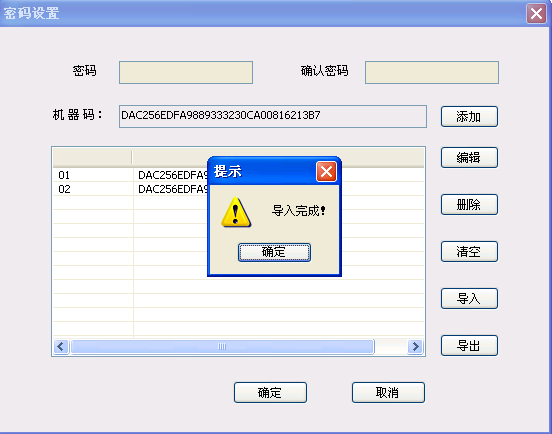 密码设置
密码
确认密码
机器码：
DAC256EDFA9889333230CA00816213B7
添加
编辑
01 DAC256EDFA9
02 DAC256EDFA9
提示
导入完成！
确定
删除
清空
导入
导出
确定
取消